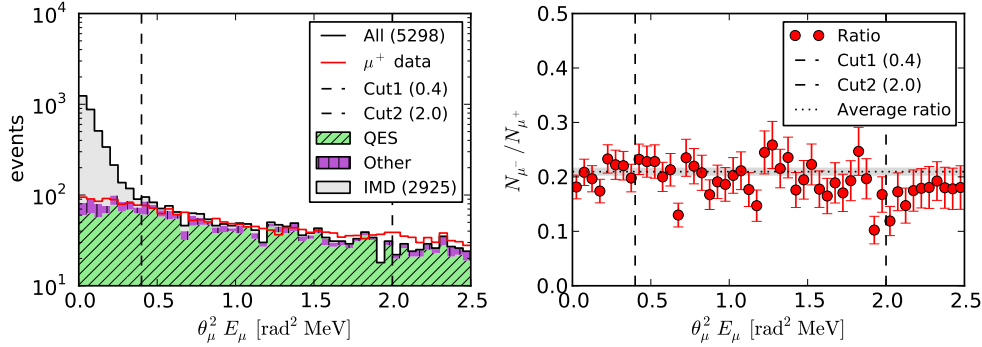 10⁴
10³
10²
10¹
events
0.0 0.5 1.0 1.5 2.0 2.5
θ_μ² E_μ [rad² MeV]
All (5298)
μ⁺ data
Cut1 (0.4)
Cut2 (2.0)
QES
Other
IMD (2925)
0.5
0.4
0.3
0.2
0.1
0.0
N_μ⁻ / N_μ⁺
0.0 0.5 1.0 1.5 2.0 2.5
θ_μ² E_μ [rad² MeV]
Ratio
Cut1 (0.4)
Cut2 (2.0)
Average ratio